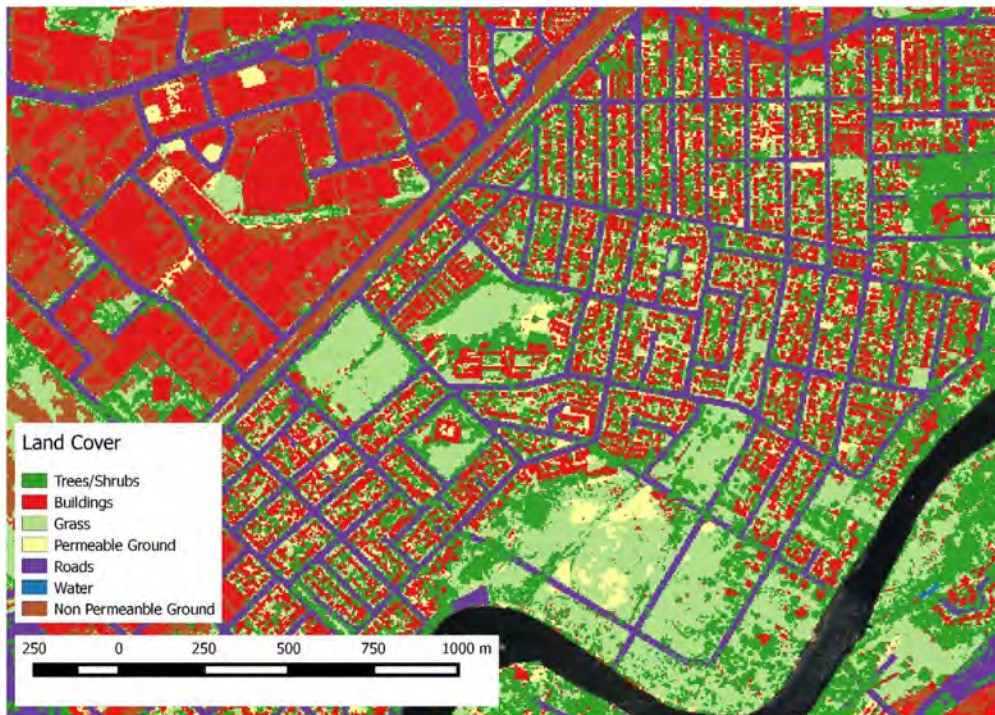 Land Cover
Trees/Shrubs
Buildings
Grass
Permeable Ground
Roads
Water
Non Permeanble Ground
250 0 250 500 750 1000 m